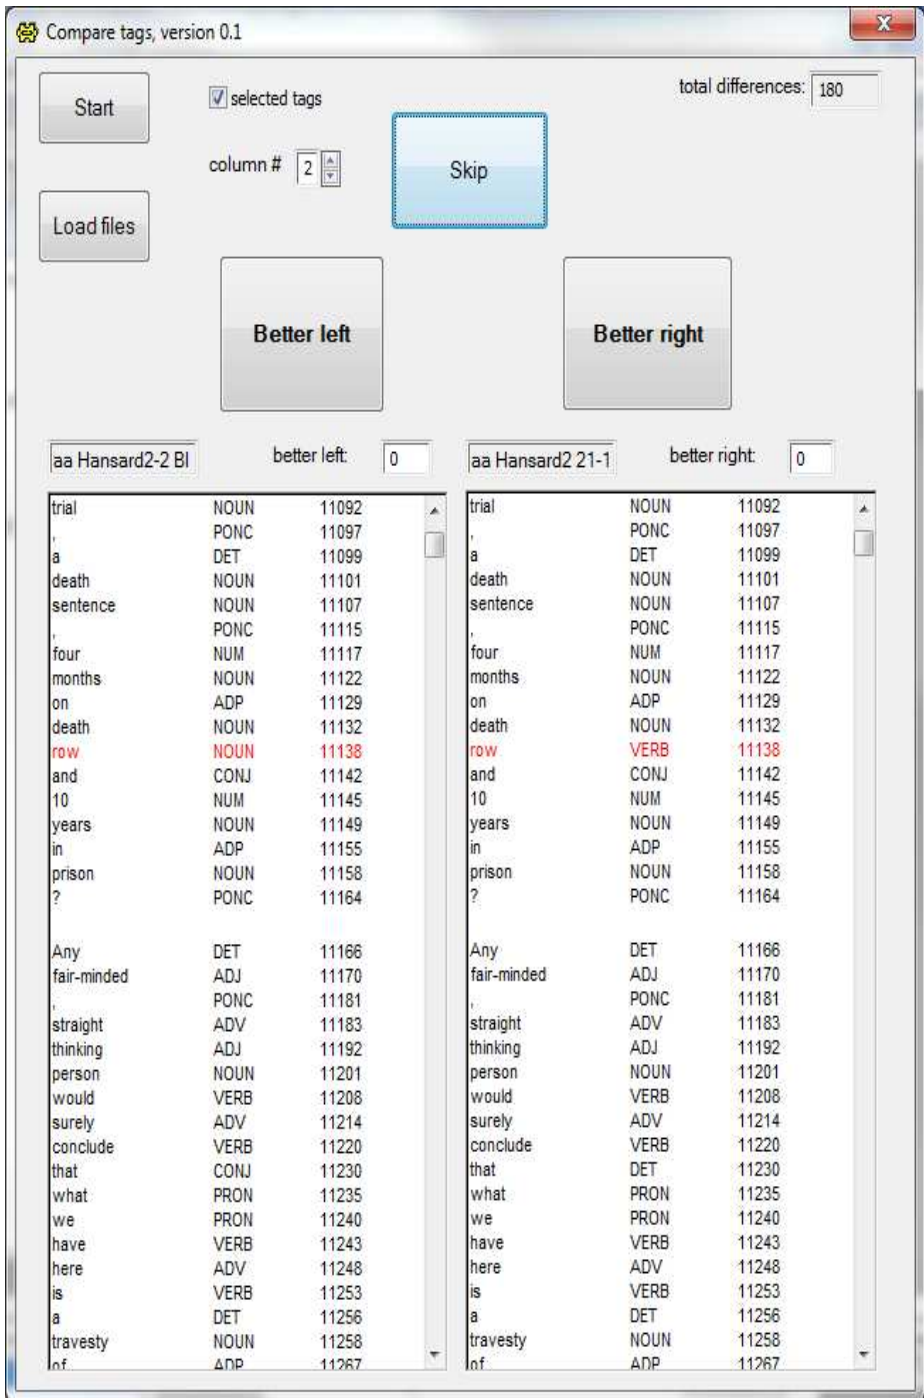 Compare tags, version 0.1
Start
selected tags
total differences: 180
column # 2
Skip
Load files
Better left
Better right
aa Hansard2-2 Bl better left: 0
aa Hansard2 21-1 better right: 0
trial NOUN 11092
, PONC 11097
a DET 11099
death NOUN 11101
sentence NOUN 11107
, PONC 11115
four NUM 11117
months NOUN 11122
on ADP 11129
death NOUN 11132
row NOUN 11138
and CONJ 11142
10 NUM 11145
years NOUN 11149
in ADP 11155
prison NOUN 11158
? PONC 11164
Any DET 11166
fair-minded ADJ 11170
, PONC 11181
straight ADV 11183
thinking ADJ 11192
person NOUN 11201
would VERB 11208
surely ADV 11214
conclude VERB 11220
that CONJ 11230
what PRON 11235
we PRON 11240
have VERB 11243
here ADV 11248
is VERB 11253
a DET 11256
travesty NOUN 11258
of ADP 11267
trial NOUN 11092
, PONC 11097
a DET 11099
death NOUN 11101
sentence NOUN 11107
, PONC 11115
four NUM 11117
months NOUN 11122
on ADP 11129
death NOUN 11132
row VERB 11138
and CONJ 11142
10 NUM 11145
years NOUN 11149
in ADP 11155
prison NOUN 11158
? PONC 11164
Any DET 11166
fair-minded ADJ 11170
, PONC 11181
straight ADV 11183
thinking ADJ 11192
person NOUN 11201
would VERB 11208
surely ADV 11214
conclude VERB 11220
that DET 11230
what PRON 11235
we PRON 11240
have VERB 11243
here ADV 11248
is VERB 11253
a DET 11256
travesty NOUN 11258
of ADP 11267